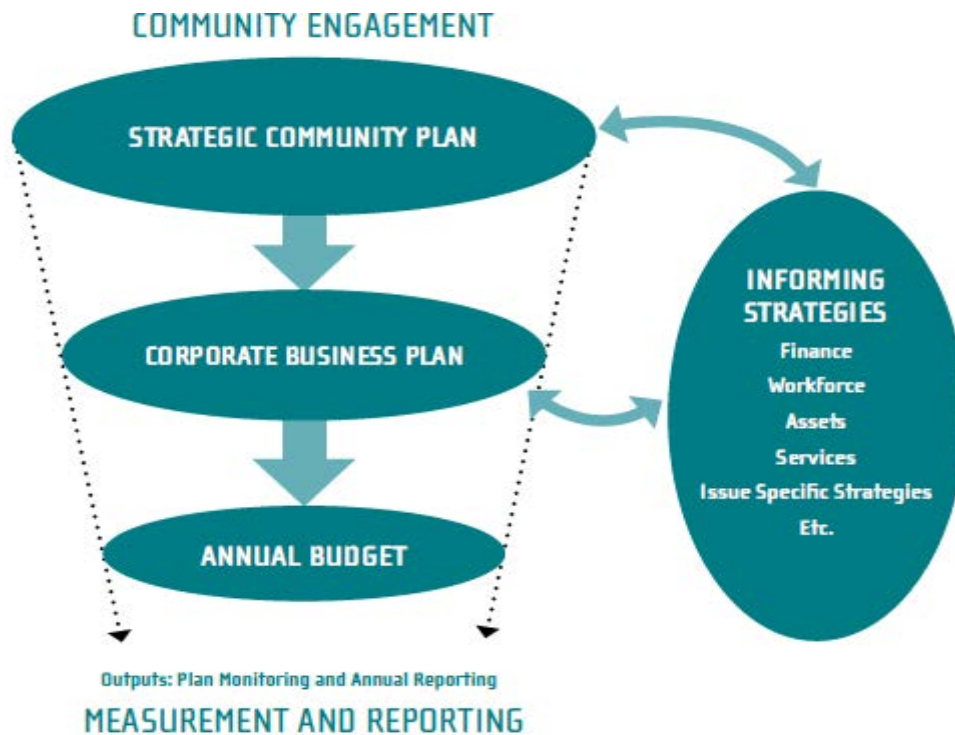 COMMUNITY ENGAGEMENT
STRATEGIC COMMUNITY PLAN
CORPORATE BUSINESS PLAN
ANNUAL BUDGET
INFORMING
STRATEGIES
Finance
Workforce
Assets
Services
Issue Specific Strategies
Etc.
Outputs: Plan Monitoring and Annual Reporting
MEASUREMENT AND REPORTING